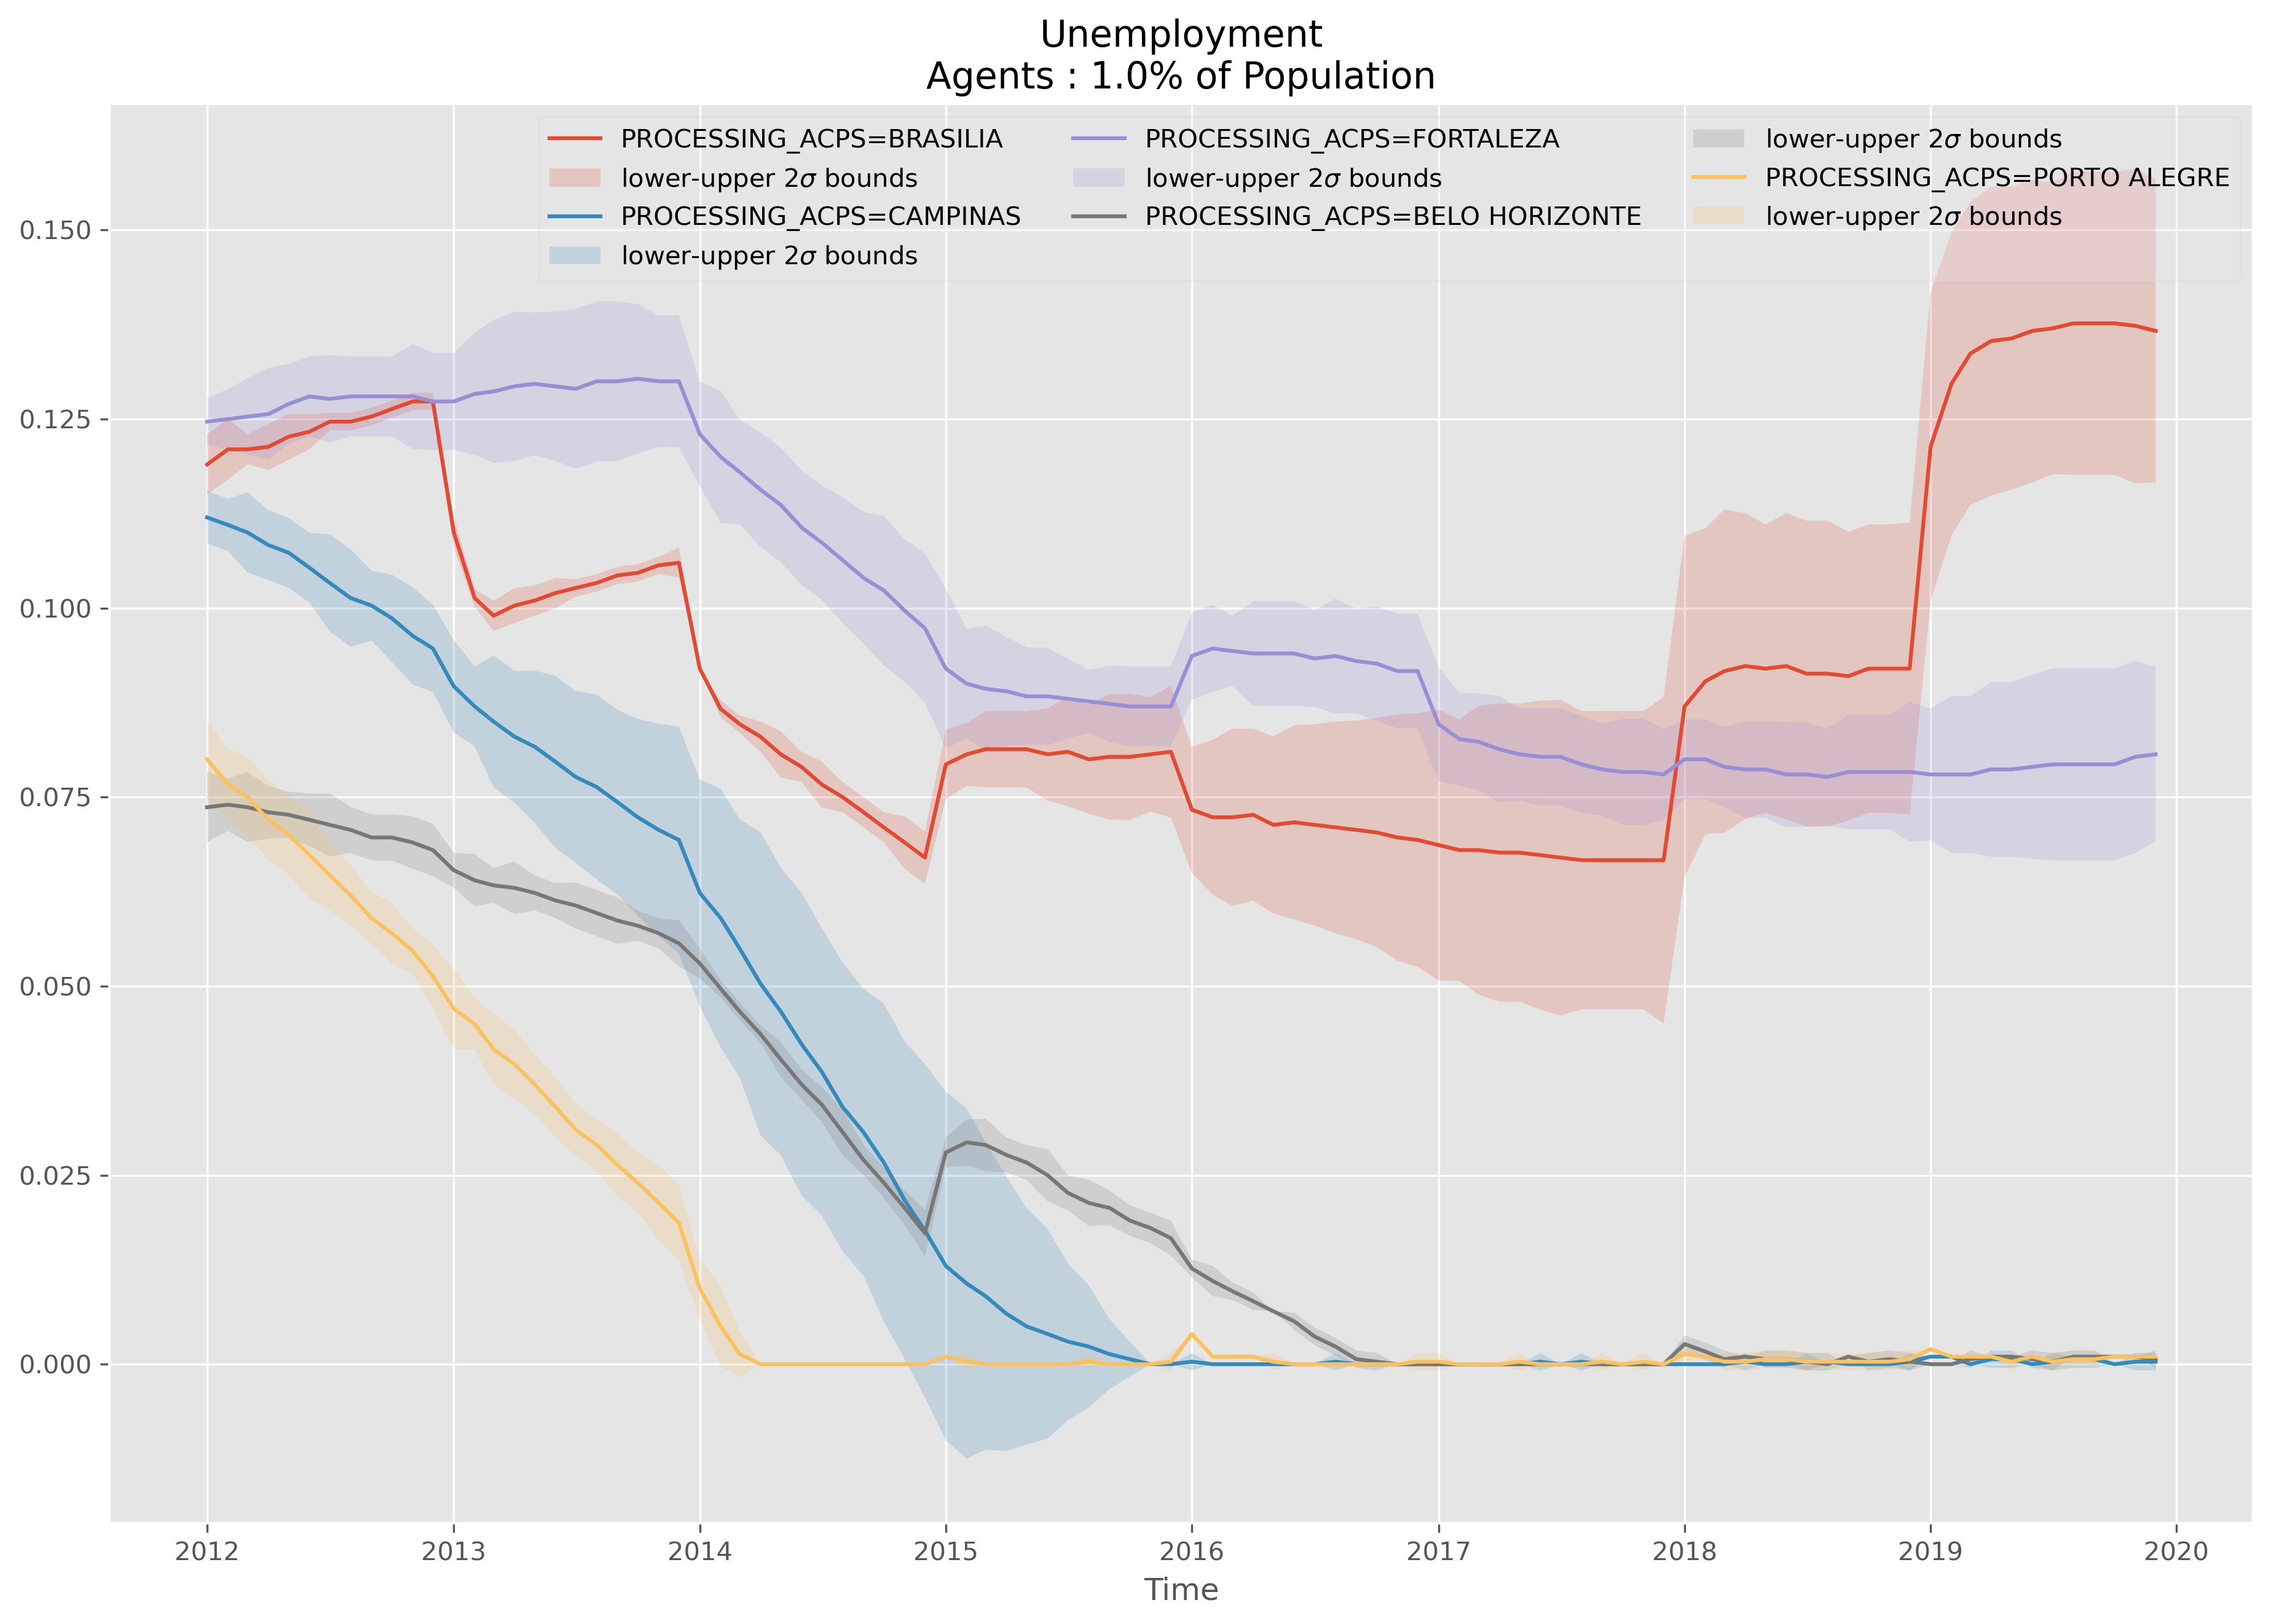 Unemployment
Agents : 1.0% of Population
PROCESSING_ACPS=BRASILIA
lower-upper 2σ bounds
PROCESSING_ACPS=CAMPINAS
lower-upper 2σ bounds
PROCESSING_ACPS=FORTALEZA
lower-upper 2σ bounds
PROCESSING_ACPS=BELO HORIZONTE
lower-upper 2σ bounds
PROCESSING_ACPS=PORTO ALEGRE
lower-upper 2σ bounds
0.150
0.125
0.100
0.075
0.050
0.025
0.000
2012 2013 2014 2015 2016 2017 2018 2019 2020
Time